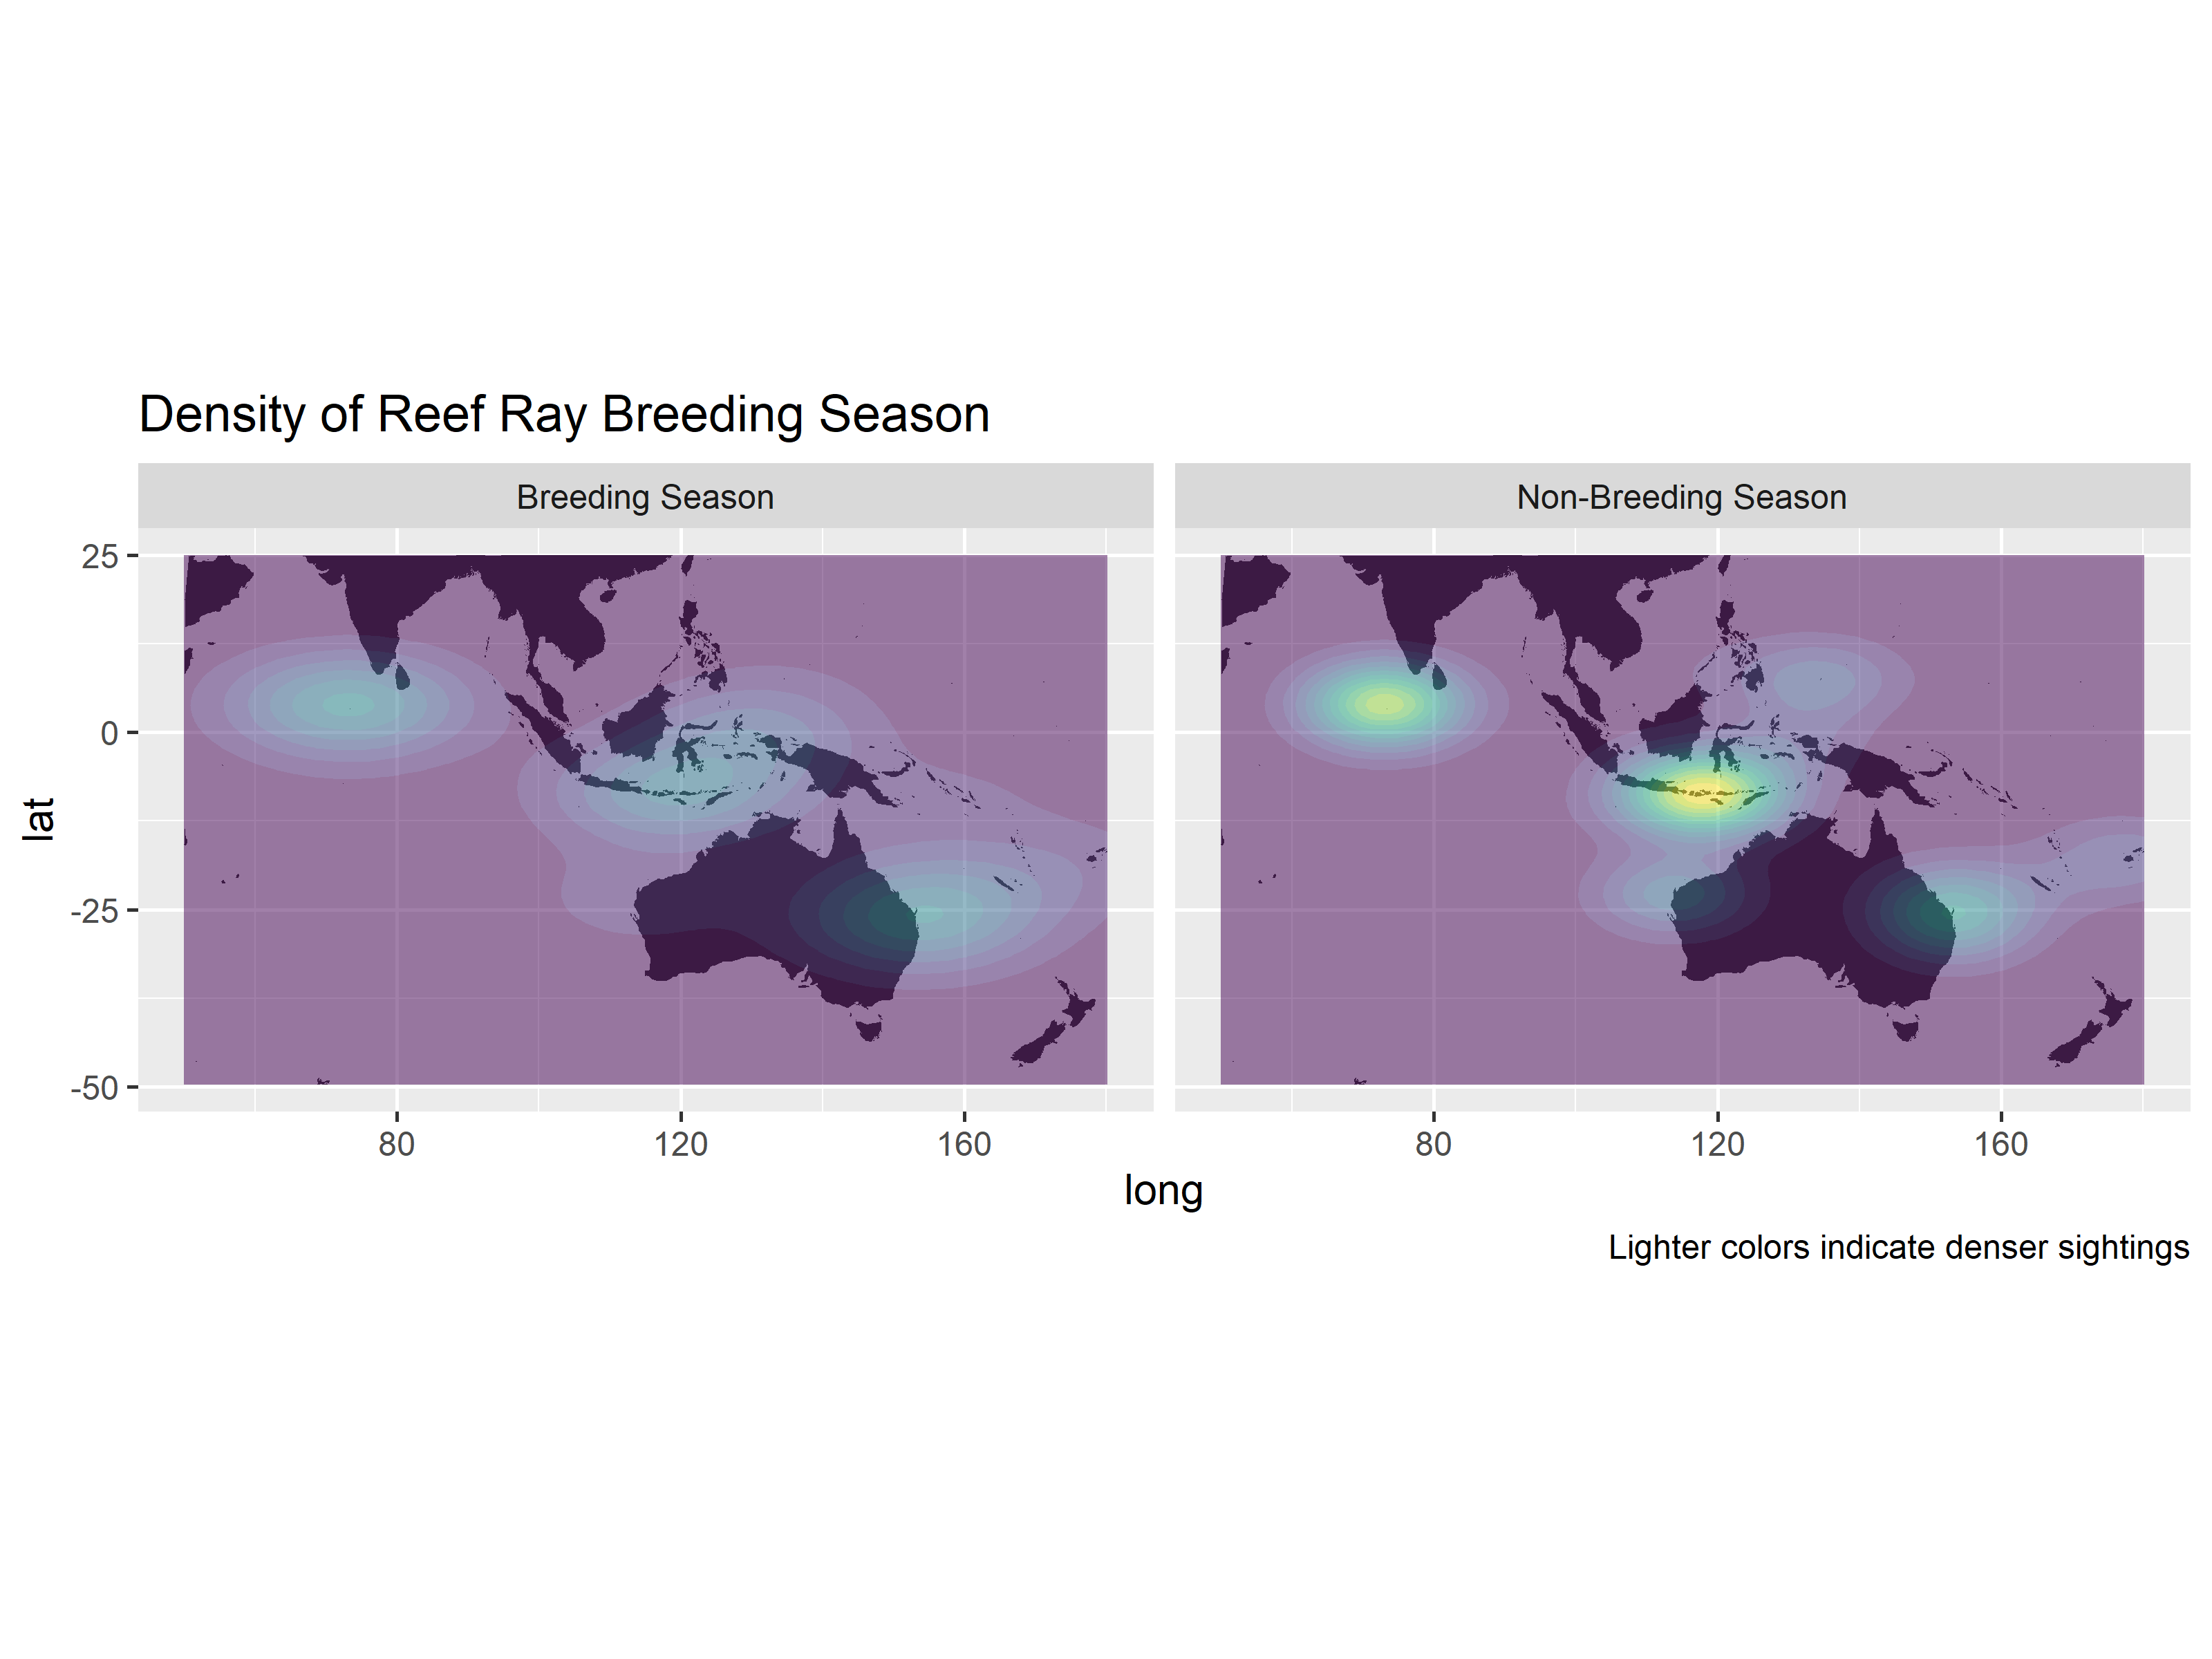 Density of Reef Ray Breeding Season
Breeding Season
Non-Breeding Season
25
0
-25
-50
lat
80
120
160
80
120
160
long
Lighter colors indicate denser sightings